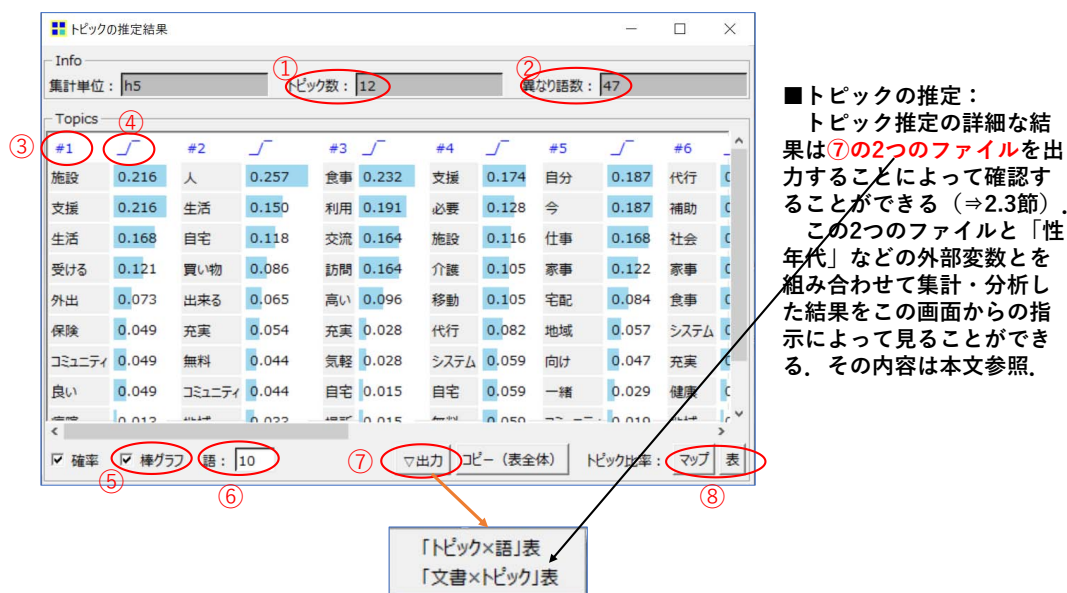 トピックの推定結果
Info
集計単位： h5 トピック数： 12 異なり語数： 47
① ②
Topics
③ ④
#1 #2 #3 #4 #5 #6
施設 0.216 人 0.257 食事 0.232 支援 0.174 自分 0.187 代行
支援 0.216 生活 0.150 利用 0.191 必要 0.128 今 0.187 補助
生活 0.168 自宅 0.118 交流 0.164 施設 0.116 仕事 0.168 社会
受ける 0.121 買い物 0.086 訪問 0.164 介護 0.105 家事 0.122 家事
外出 0.073 出来る 0.065 高い 0.096 移動 0.105 宅配 0.084 食事
保険 0.049 充実 0.054 充実 0.028 代行 0.082 地域 0.057 システム
コミュニティ 0.049 無料 0.044 気軽 0.028 システム 0.059 向け 0.047 充実
良い 0.049 コミュニティ 0.044 自宅 0.015 自宅 0.059 一緒 0.029 健康
確率 棒グラフ 語： 10 ⑦ ▽出力 コピー（表全体） トピック比率： マップ 表
⑤ ⑥ ⑧
「トピック×語」表
「文書×トピック」表
■トピックの推定：
トピック推定の詳細な結
果は⑦の2つのファイルを出
力することによって確認す
ることができる（⇒2.3節）．
この2つのファイルと「性
年代」などの外部変数とを
組み合わせて集計・分析し
た結果をこの画面からの指
示によって見ることができ
る．その内容は本文参照．